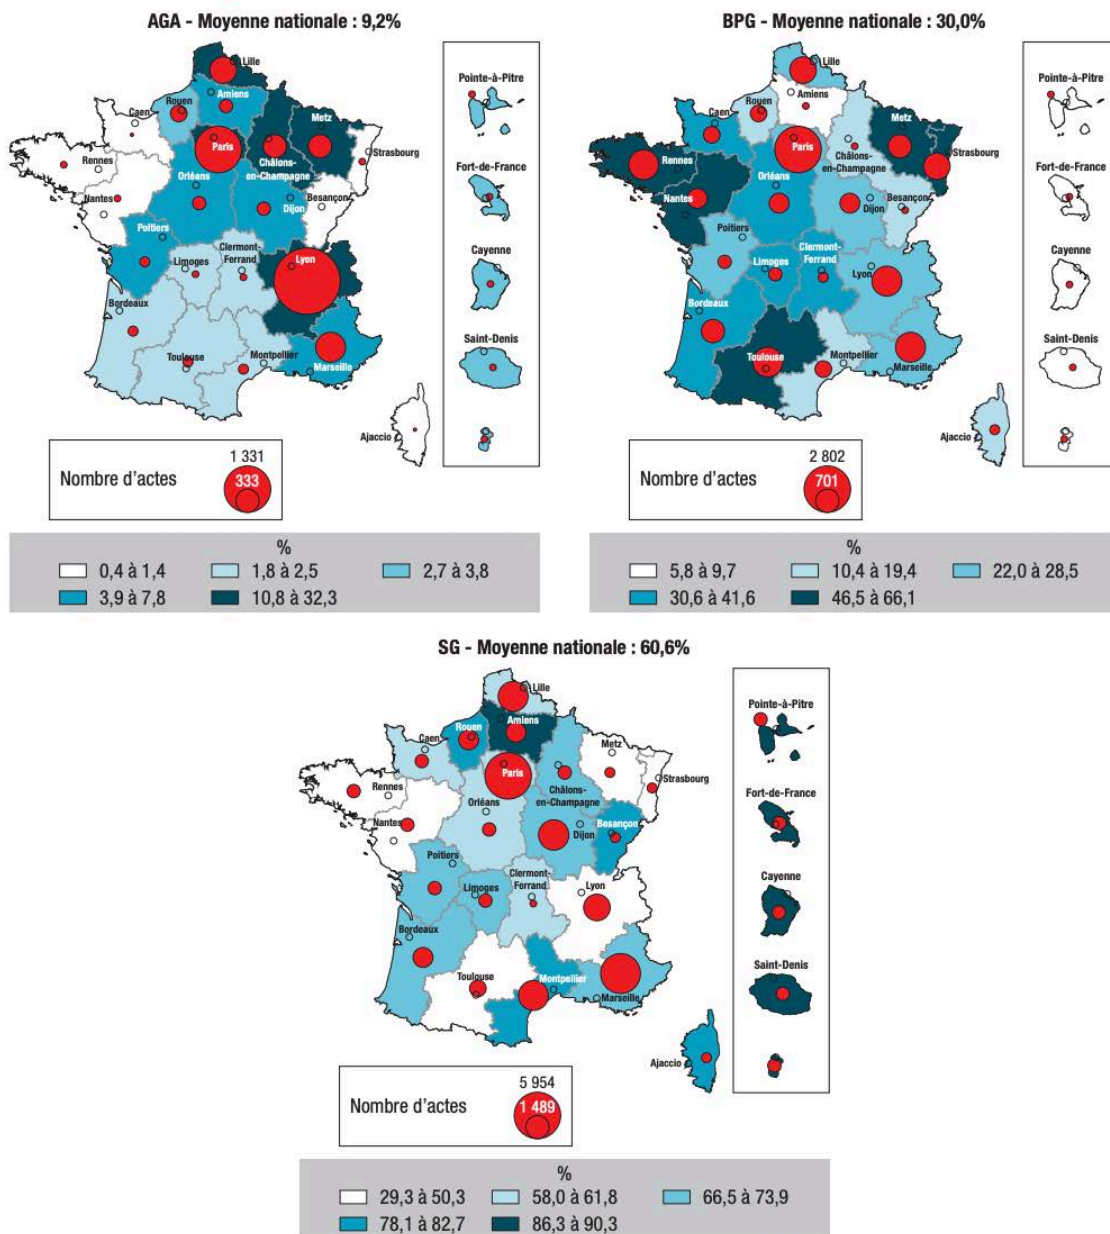 AGA - Moyenne nationale : 9,2%
Lille
Amiens
Rouen
Caen
Metz
Paris
Strasbourg
Châlons-
en-Champagne
Rennes
Orléans
Nantes
Besançon
Dijon
Poitiers
Clermont-
Ferrand
Limoges
Lyon
Bordeaux
Toulouse
Montpellier
Marseille
Ajaccio
Pointe-à-Pitre
Fort-de-France
Cayenne
Saint-Denis
1 331
Nombre d'actes
333
%
0,4 à 1,4
1,8 à 2,5
2,7 à 3,8
3,9 à 7,8
10,8 à 32,3
BPG - Moyenne nationale : 30,0%
Lille
Amiens
Rouen
Caen
Metz
Paris
Strasbourg
Châlons-
en-Champagne
Rennes
Orléans
Nantes
Besançon
Dijon
Poitiers
Clermont-
Ferrand
Limoges
Lyon
Bordeaux
Toulouse
Montpellier
Marseille
Ajaccio
Pointe-à-Pitre
Fort-de-France
Cayenne
Saint-Denis
2 802
Nombre d'actes
701
%
5,8 à 9,7
10,4 à 19,4
22,0 à 28,5
30,6 à 41,6
46,5 à 66,1
SG - Moyenne nationale : 60,6%
Lille
Amiens
Rouen
Caen
Metz
Paris
Strasbourg
Châlons-
en-Champagne
Rennes
Orléans
Nantes
Besançon
Dijon
Poitiers
Clermont-
Ferrand
Limoges
Lyon
Bordeaux
Toulouse
Montpellier
Marseille
Ajaccio
Pointe-à-Pitre
Fort-de-France
Cayenne
Saint-Denis
5 954
Nombre d'actes
1 489
%
29,3 à 50,3
58,0 à 61,8
66,5 à 73,9
78,1 à 82,7
86,3 à 90,3